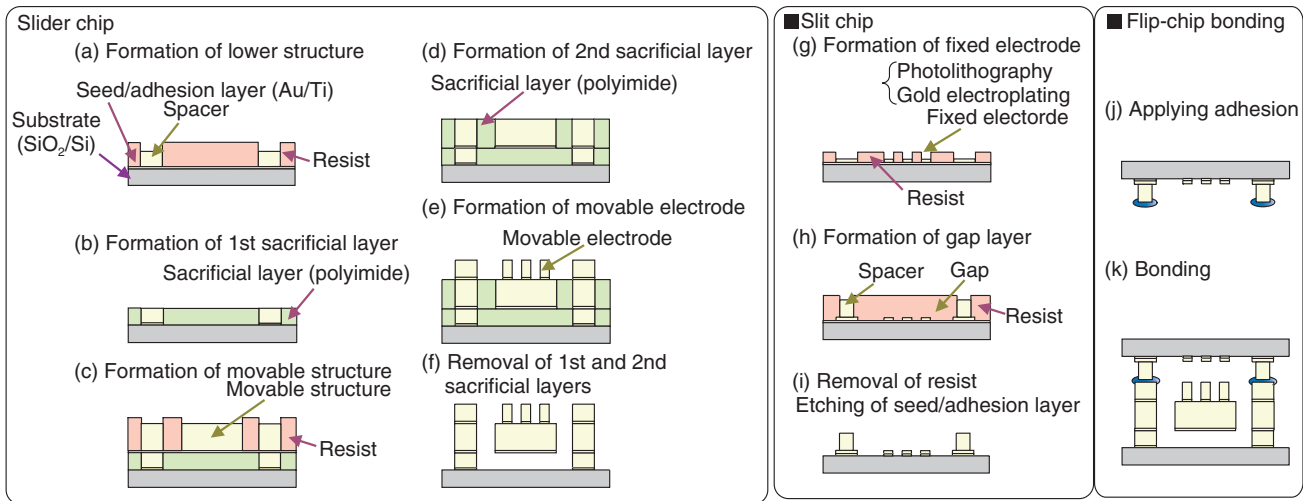 Slider chip
(a) Formation of lower structure
Seed/adhesion layer (Au/Ti)
Spacer
Substrate
(SiO₂/Si)
Resist
(b) Formation of 1st sacrificial layer
Sacrificial layer (polyimide)
(c) Formation of movable structure
Movable structure
Resist
(d) Formation of 2nd sacrificial layer
Sacrificial layer (polyimide)
(e) Formation of movable electrode
Movable electrode
(f) Removal of 1st and 2nd
sacrificial layers
■Slit chip
(g) Formation of fixed electrode
Photolithography
Gold electroplating
Fixed electorde
Resist
(h) Formation of gap layer
Spacer
Gap
Resist
(i) Removal of resist
Etching of seed/adhesion layer
■ Flip-chip bonding
(j) Applying adhesion
(k) Bonding